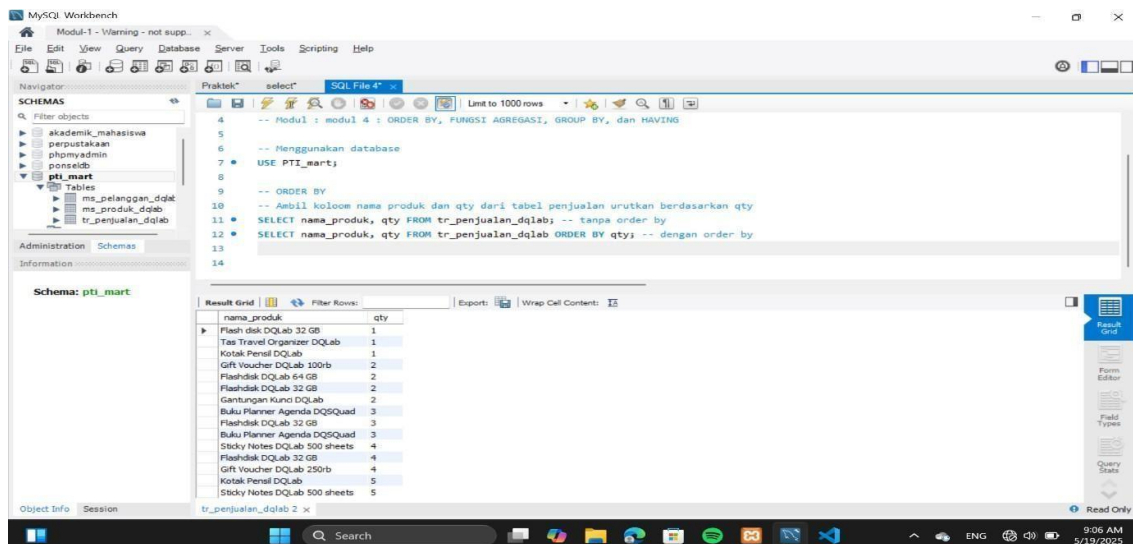 MySQL Workbench
Modul-1 - Warning - not supp...
File Edit View Query Database Server Tools Scripting Help
Navigator
Praktek* select* SQL File 4*
SCHEMAS
Limit to 1000 rows
Filter objects
akademik_mahasiswa
perpustakaan
phpmyadmin
ponseldb
pti_mart
Tables
ms_pelanggan_dqlat
ms_produk_dqlab
tr_penjualan_dqlab
Administration Schemas
Information
Schema: pti_mart
4 -- Modul : modul 4 : ORDER BY, FUNGSI AGREGASI, GROUP BY, dan HAVING
5
6 -- Menggunakan database
7 USE PTI_mart;
8
9 -- ORDER BY
10 -- Ambil koloom nama produk dan qty dari tabel penjualan urutkan berdasarkan qty
11 SELECT nama_produk, qty FROM tr_penjualan_dqlab; -- tanpa order by
12 SELECT nama_produk, qty FROM tr_penjualan_dqlab ORDER BY qty; -- dengan order by
13
14
Result Grid Filter Rows: Export: Wrap Cell Content:
nama_produk qty
Flash disk DQLab 32 GB 1
Tas Travel Organizer DQLab 1
Kotak Pensil DQLab 1
Gift Voucher DQLab 100rb 2
Flashdisk DQLab 64 GB 2
Flashdisk DQLab 32 GB 2
Gantungan Kunci DQLab 2
Buku Planner Agenda DQSQuad 3
Flashdisk DQLab 32 GB 3
Buku Planner Agenda DQSQuad 3
Sticky Notes DQLab 500 sheets 4
Flashdisk DQLab 32 GB 4
Gift Voucher DQLab 250rb 4
Kotak Pensil DQLab 5
Sticky Notes DQLab 500 sheets 5
Result Grid
Form Editor
Field Types
Query Stats
Object Info Session
tr_penjualan_dqlab 2
Read Only
Search
ENG
9:06 AM
5/19/2025